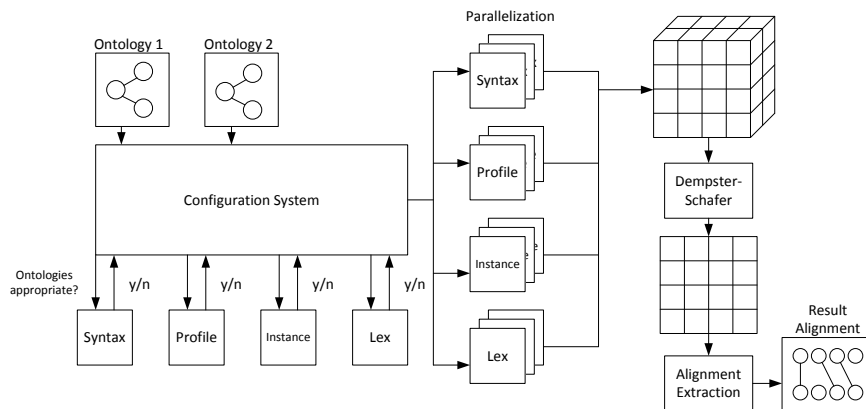 Parallelization
Ontology 1
Ontology 2
Syntax
Configuration System
Profile
Dempster-
Schafer
Ontologies
appropriate?
y/n
y/n
y/n
y/n
Instance
Syntax
Profile
Instance
Lex
Lex
Result
Alignment
Alignment
Extraction